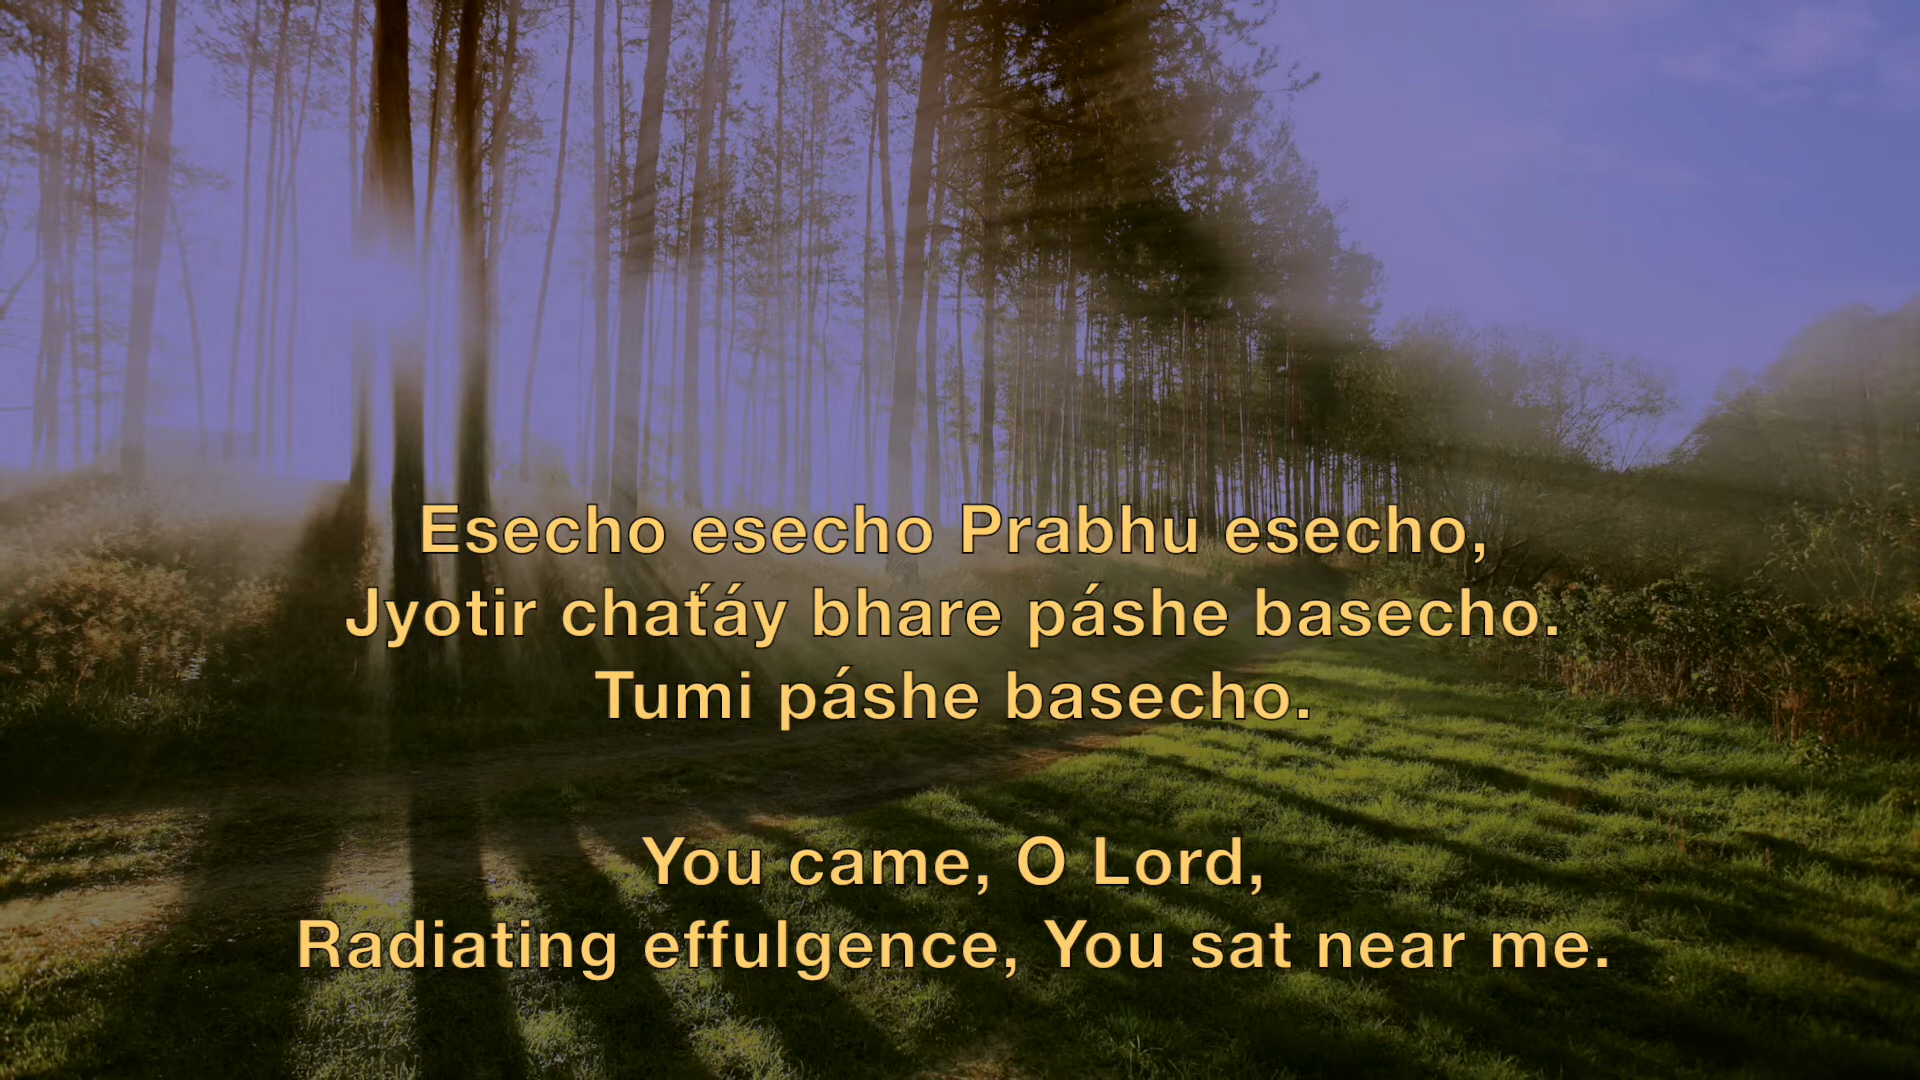 Esecho esecho Prabhu esecho,
Jyotir chaťáy bhare páshe basecho.
Tumi páshe basecho.
You came, O Lord,
Radiating effulgence, You sat near me.